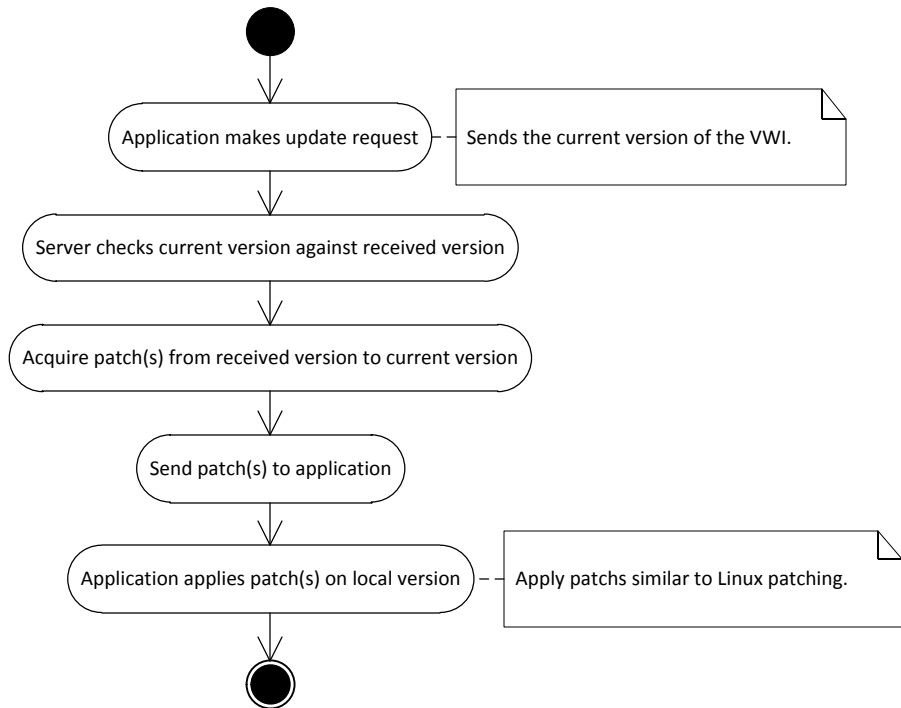 Application makes update request
Sends the current version of the VWI.
Server checks current version against received version
Acquire patch(s) from received version to current version
Send patch(s) to application
Application applies patch(s) on local version
Apply patchs similar to Linux patching.